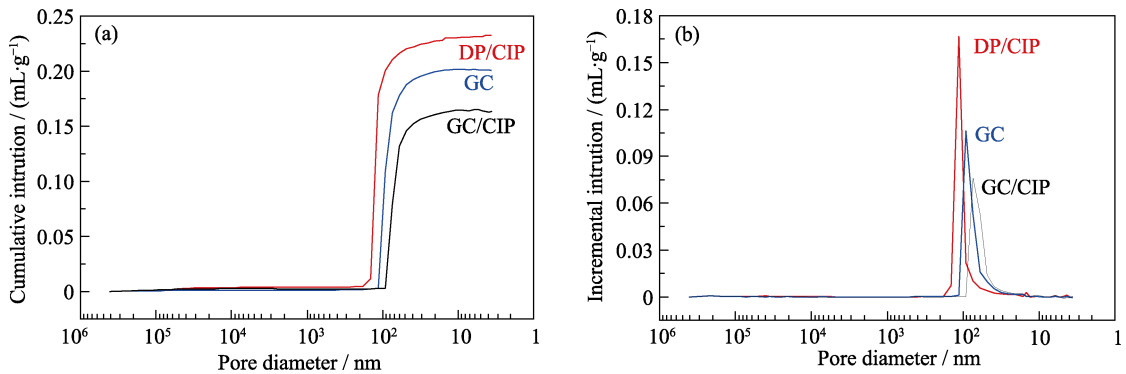 (a)
0.25
0.20
0.15
0.10
0.05
0
Cumulative intrution / (mL·g⁻¹)
DP/CIP
GC
GC/CIP
10⁶ 10⁵ 10⁴ 10³ 10² 10 1
Pore diameter / nm
(b)
0.18
0.15
0.12
0.09
0.06
0.03
0
Incremental intrution / (mL·g⁻¹)
DP/CIP
GC
GC/CIP
10⁶ 10⁵ 10⁴ 10³ 10² 10 1
Pore diameter / nm